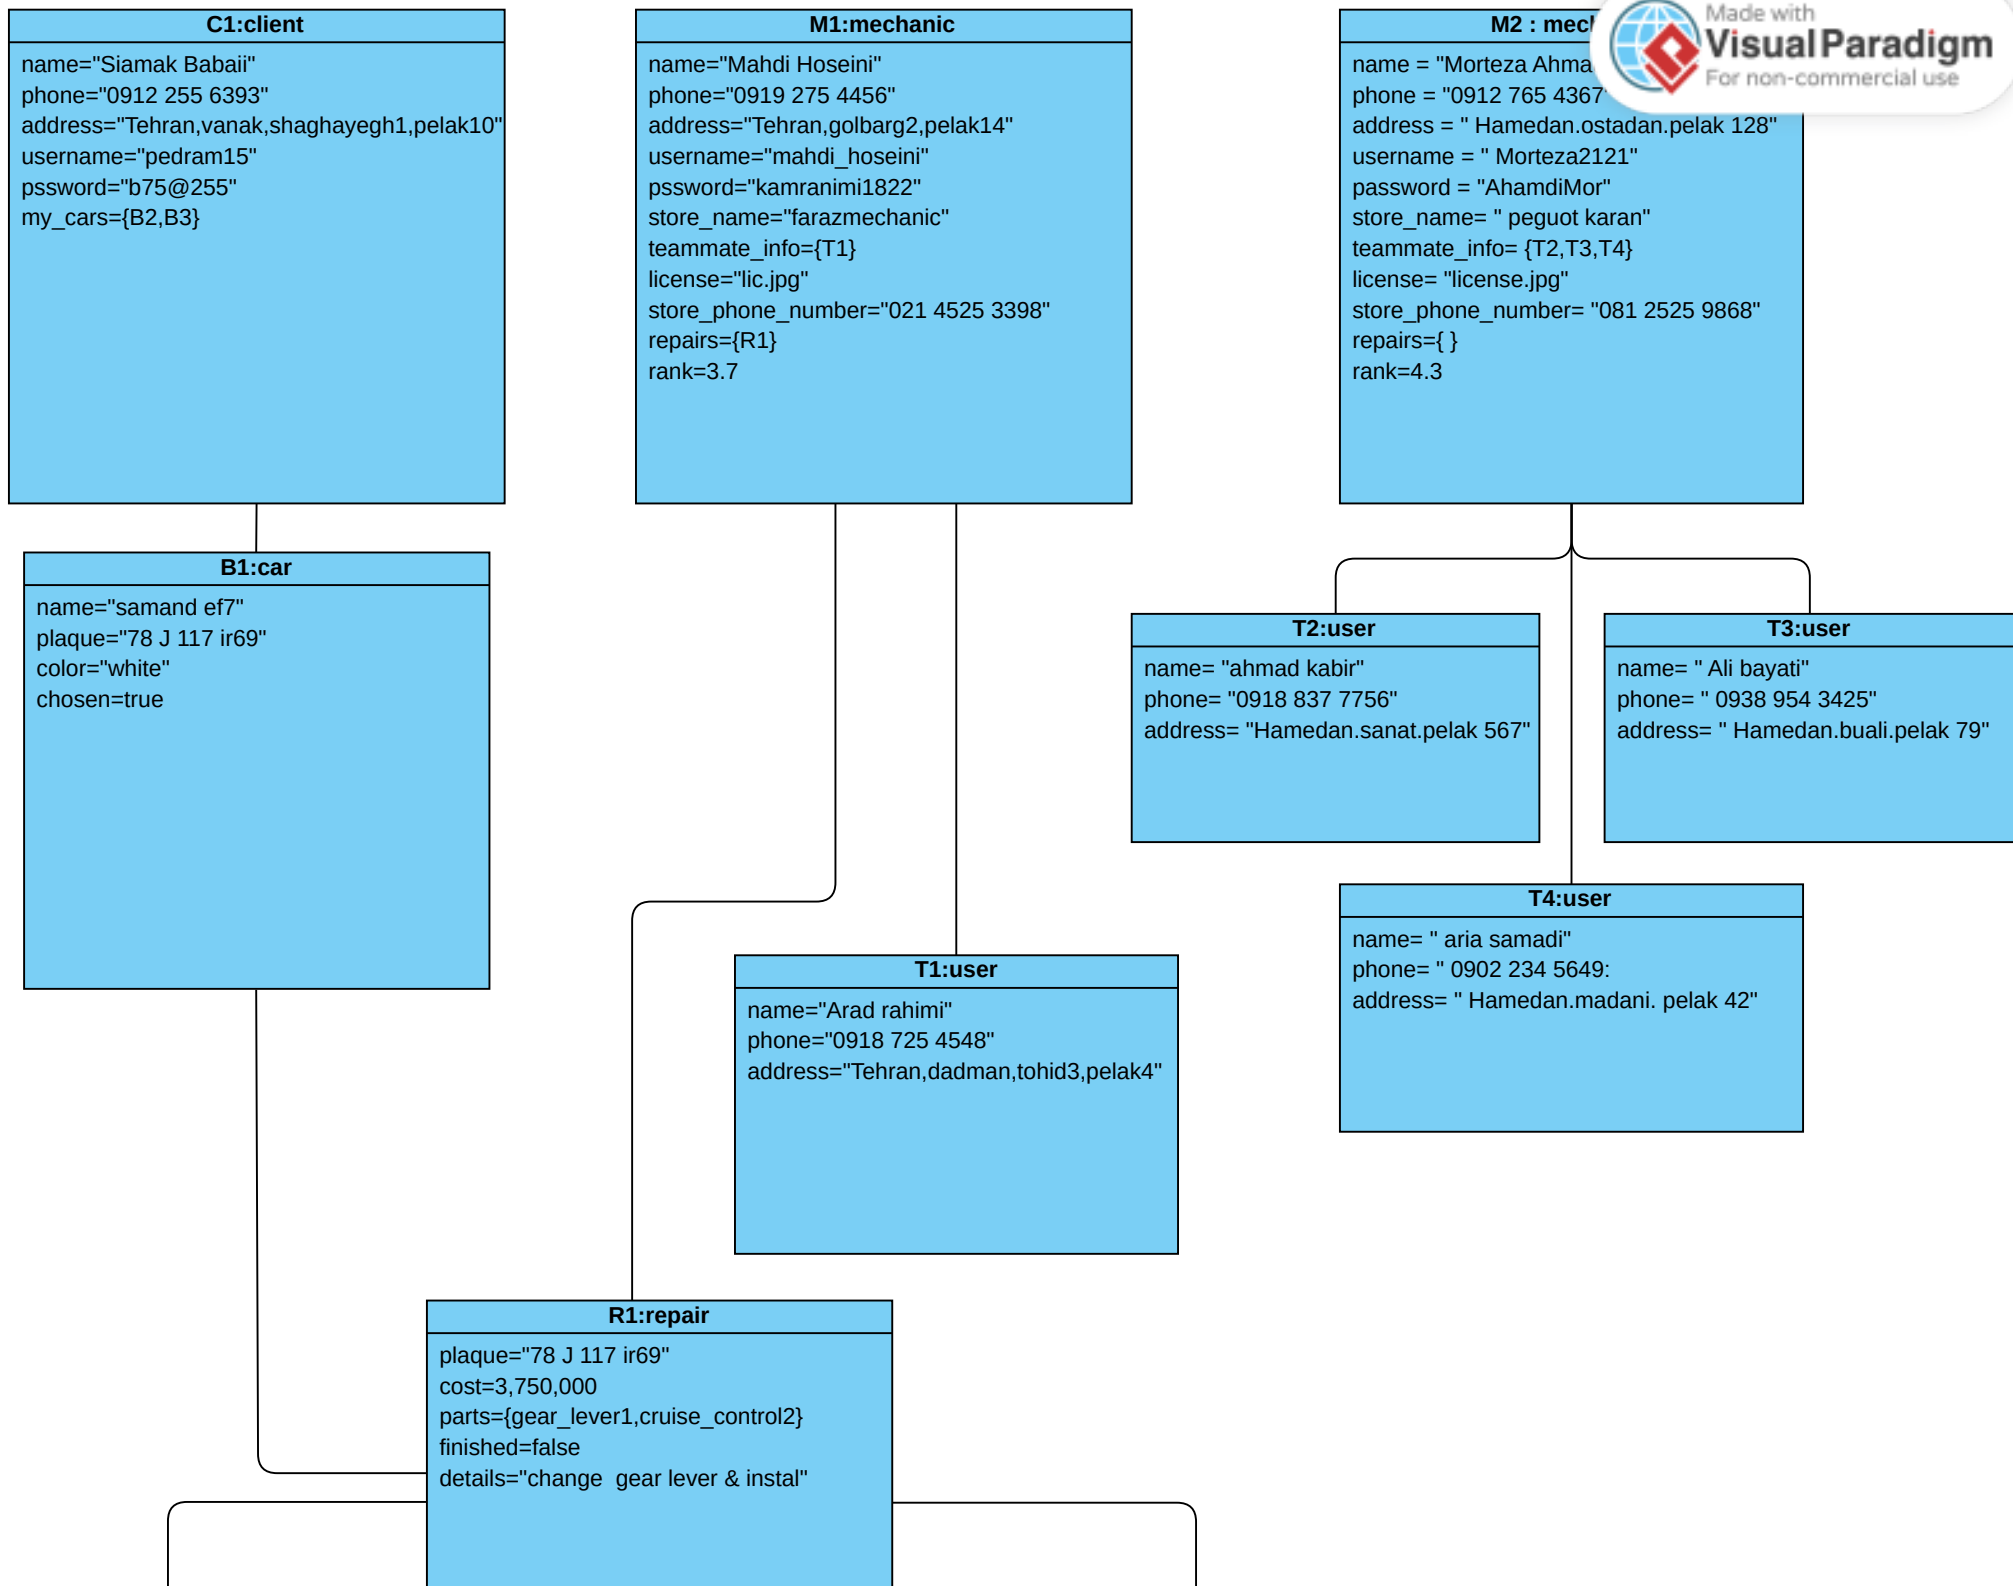 C1:client
name="Siamak Babaii"
phone="0912 255 6393"
address="Tehran,vanak,shaghayegh1,pelak10"
username="pedram15"
pssword="b75@255"
my_cars={B2,B3}
M1:mechanic
name="Mahdi Hoseini"
phone="0919 275 4456"
address="Tehran,golbarg2,pelak14"
username="mahdi_hoseini"
pssword="kamranimi1822"
store_name="farazmechanic"
teammate_info={T1}
license="lic.jpg"
store_phone_number="021 4525 3398"
repairs={R1}
rank=3.7
M2 :
name = "Morteza
phone = "0912 765 4367"
address = " Hamedan.ostadan.pelak 128"
username = " Morteza2121"
password = "AhamdiMor"
store_name= " peguot karan"
teammate_info= {T2,T3,T4}
license= "license.jpg"
store_phone_number= "081 2525 9868"
repairs={ }
rank=4.3
Made with
Visual Paradigm
For non-commercial use
B1:car
name="samand ef7"
plaque="78 J 117 ir69"
color="white"
chosen=true
T2:user
name= "ahmad kabir"
phone= "0918 837 7756"
address= "Hamedan.sanat.pelak 567"
T3:user
name= " Ali bayati"
phone= " 0938 954 3425"
address= " Hamedan.buali.pelak 79"
T4:user
name= " aria samadi"
phone= " 0902 234 5649:
address= " Hamedan.madani. pelak 42"
T1:user
name="Arad rahimi"
phone="0918 725 4548"
address="Tehran,dadman,tohid3,pelak4"
R1:repair
plaque="78 J 117 ir69"
cost=3,750,000
parts={gear_lever1,cruise_control2}
finished=false
details="change  gear lever & instal"